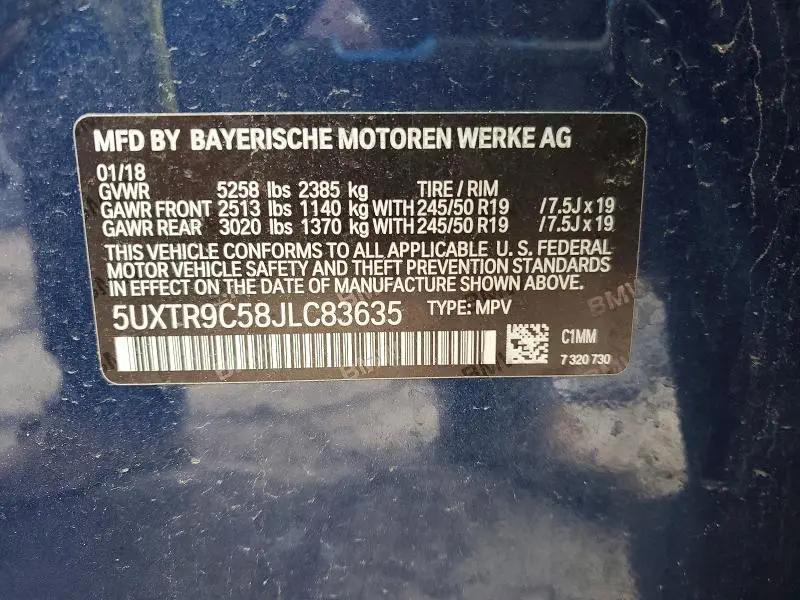 MFD BY BAYERISCHE MOTOREN WERKE AG
01/18
GVWR 5258 lbs 2385 kg TIRE / RIM
GAWR FRONT 2513 lbs 1140 kg WITH 245/50 R19 / 7.5J x 19
GAWR REAR 3020 lbs 1370 kg WITH 245/50 R19 / 7.5J x 19
THIS VEHICLE CONFORMS TO ALL APPLICABLE U. S. FEDERAL
MOTOR VEHICLE SAFETY AND THEFT PREVENTION STANDARDS
IN EFFECT ON THE DATE OF MANUFACTURE SHOWN ABOVE.
5UXTR9C58JLC83635 TYPE: MPV
C1MM
7 320 730